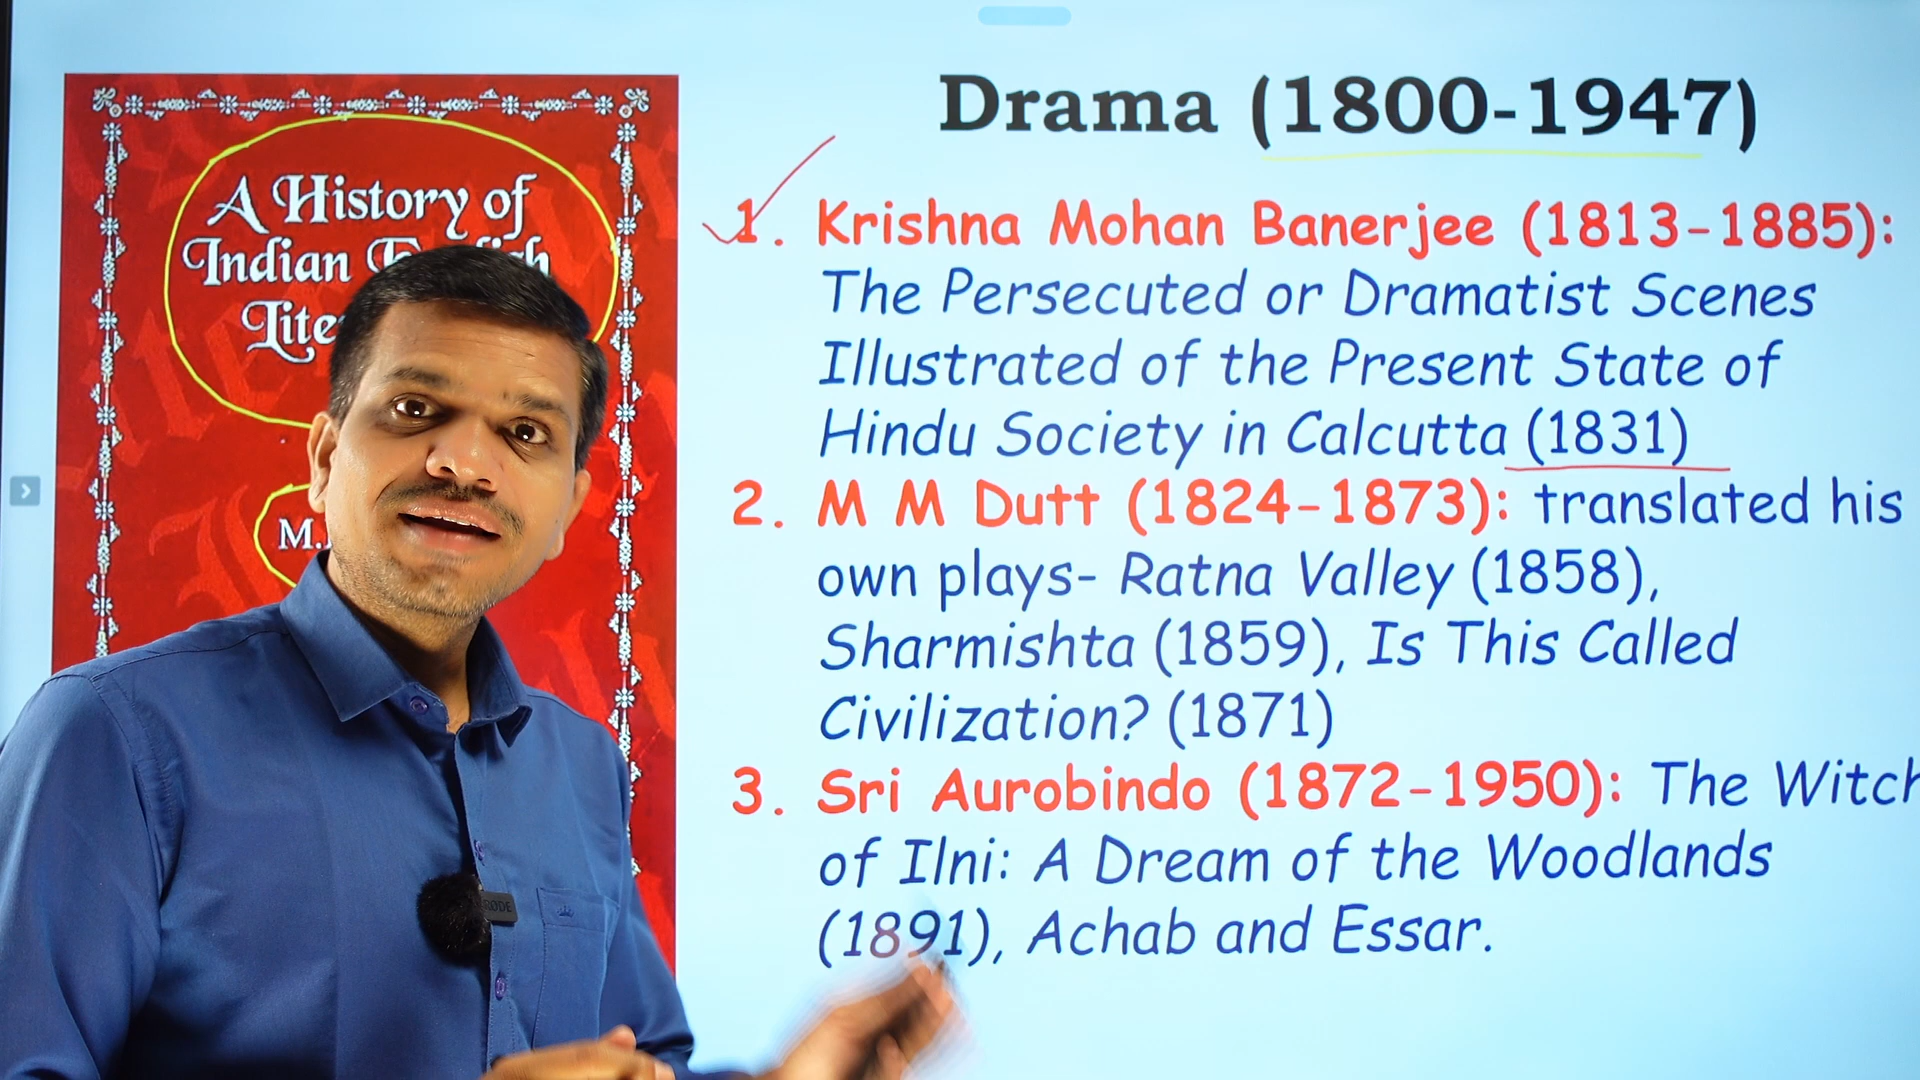 A History of
Indian
M.
Drama (1800-1947)
1. Krishna Mohan Banerjee (1813-1885):
The Persecuted or Dramatist Scenes
Illustrated of the Present State of
Hindu Society in Calcutta (1831)
2. M M Dutt (1824-1873): translated his
own plays- Ratna Valley (1858),
Sharmishta (1859), Is This Called
Civilization? (1871)
3. Sri Aurobindo (1872-1950): The Witch
of Ilni: A Dream of the Woodlands
(1891), Achab and Essar.
RØDE